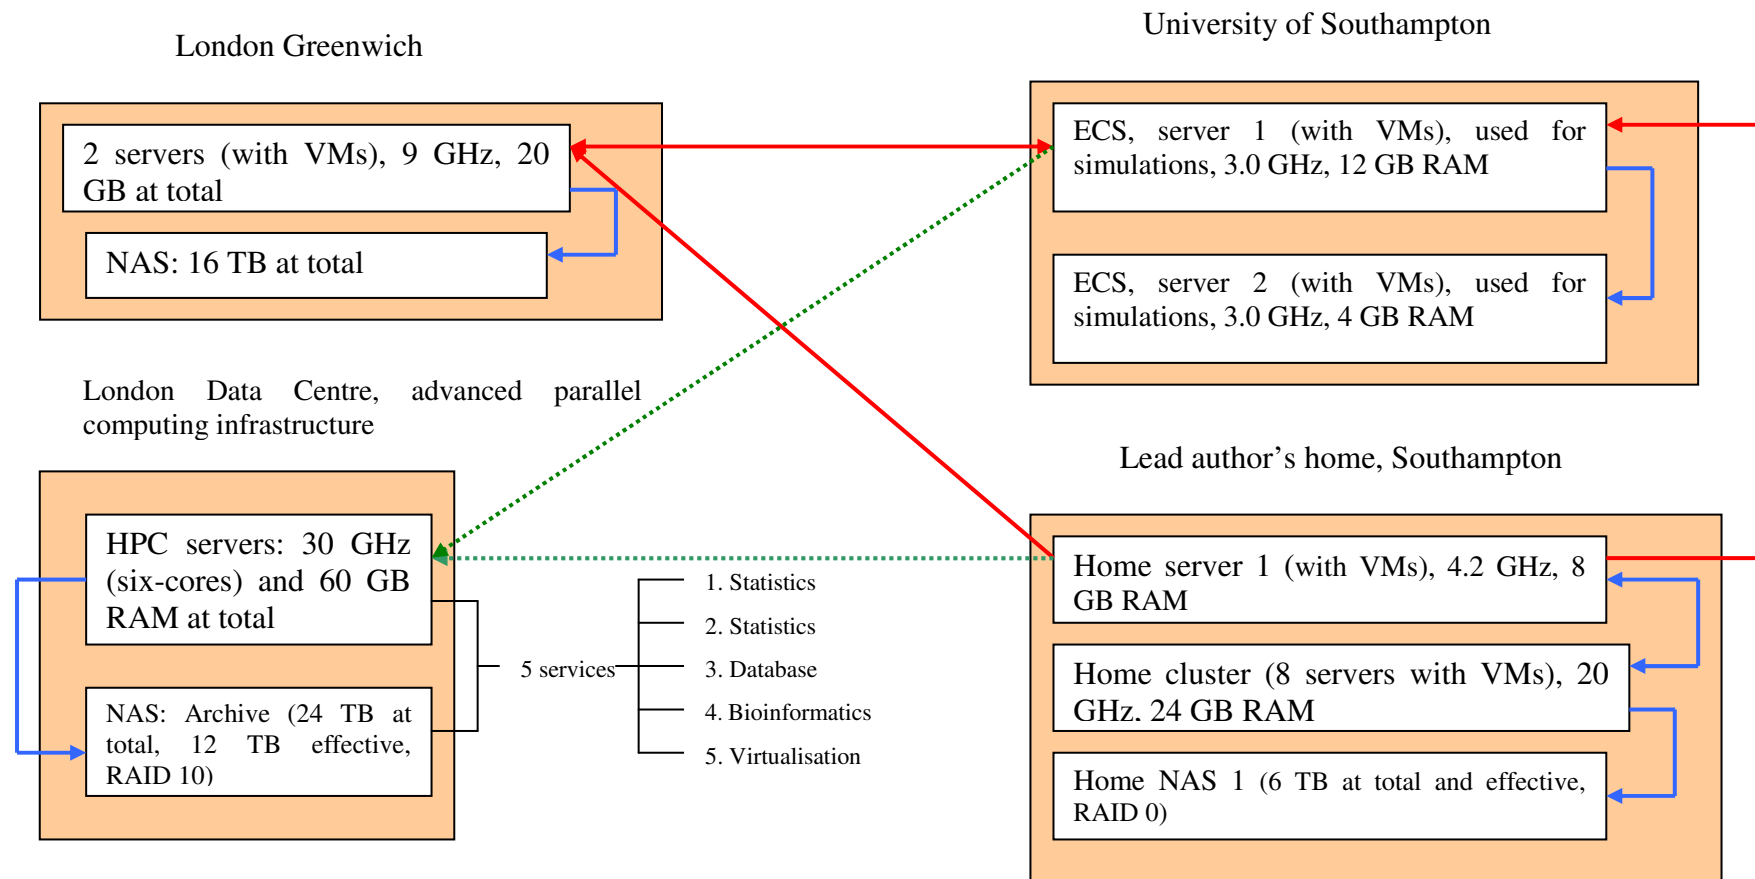 London Greenwich
2 servers (with VMs), 9 GHz, 20
GB at total
NAS: 16 TB at total
University of Southampton
ECS, server 1 (with VMs), used for
simulations, 3.0 GHz, 12 GB RAM
ECS, server 2 (with VMs), used for
simulations, 3.0 GHz, 4 GB RAM
London Data Centre, advanced parallel
computing infrastructure
HPC servers: 30 GHz
(six-cores) and 60 GB
RAM at total
NAS: Archive (24 TB at
total, 12 TB effective,
RAID 10)
5 services
1. Statistics
2. Statistics
3. Database
4. Bioinformatics
5. Virtualisation
Lead author’s home, Southampton
Home server 1 (with VMs), 4.2 GHz, 8
GB RAM
Home cluster (8 servers with VMs), 20
GHz, 24 GB RAM
Home NAS 1 (6 TB at total and effective,
RAID 0)